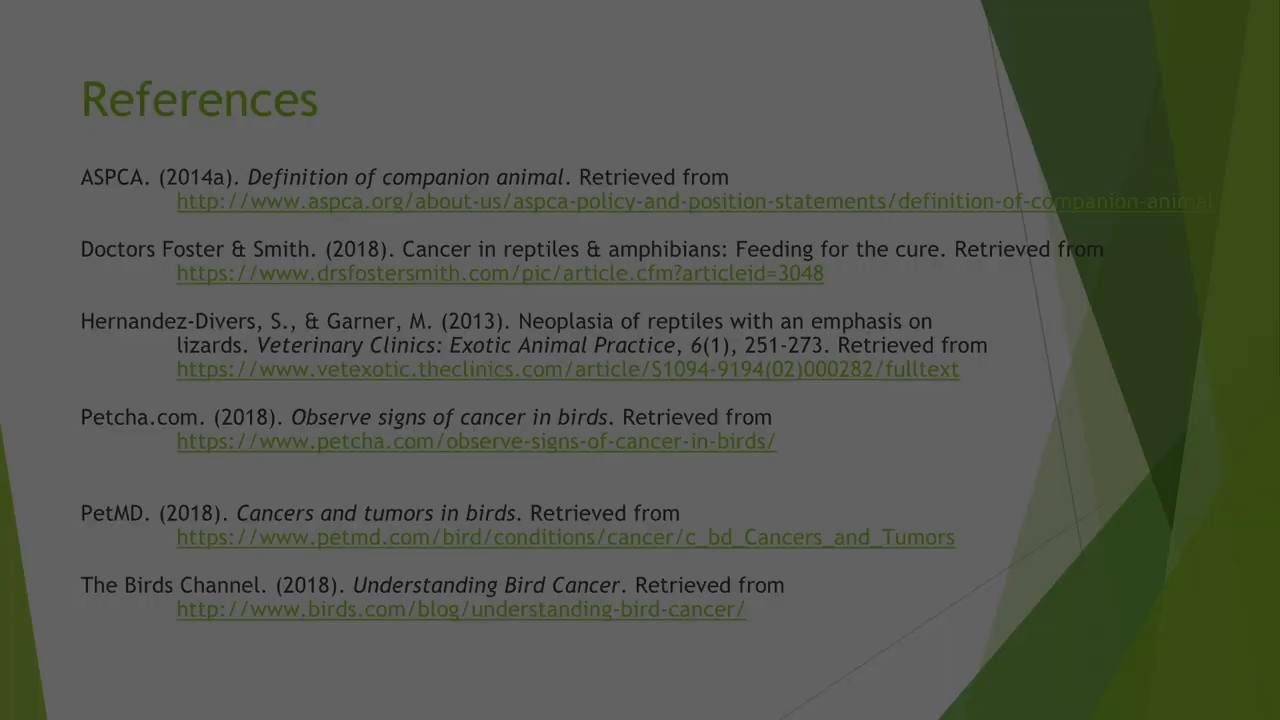 References
ASPCA. (2014a). Definition of companion animal. Retrieved from
http://www.aspca.org/about-us/aspca-policy-and-position-statements/definition-of-companion-animal
Doctors Foster & Smith. (2018). Cancer in reptiles & amphibians: Feeding for the cure. Retrieved from
https://www.drsfostersmith.com/pic/article.cfm?articleid=3048
Hernandez-Divers, S., & Garner, M. (2013). Neoplasia of reptiles with an emphasis on
lizards. Veterinary Clinics: Exotic Animal Practice, 6(1), 251-273. Retrieved from
https://www.vetexotic.theclinics.com/article/S1094-9194(02)000282/fulltext
Petcha.com. (2018). Observe signs of cancer in birds. Retrieved from
https://www.petcha.com/observe-signs-of-cancer-in-birds/
PetMD. (2018). Cancers and tumors in birds. Retrieved from
https://www.petmd.com/bird/conditions/cancer/c_bd_Cancers_and_Tumors
The Birds Channel. (2018). Understanding Bird Cancer. Retrieved from
http://www.birds.com/blog/understanding-bird-cancer/